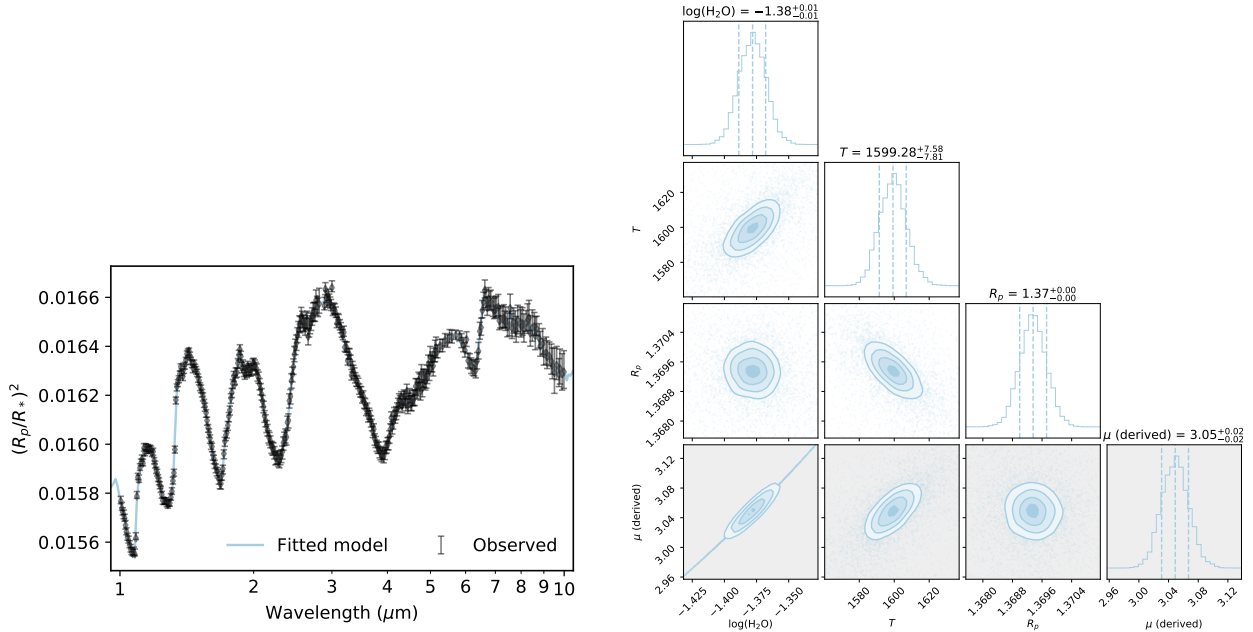 0.0166
0.0164
0.0162
0.0160
0.0158
0.0156
(R_p/R_*)^2
Fitted model
Observed
1 2 3 4 5 6 7 8 9 10
Wavelength (μm)
log(H₂O) = −1.38 +0.01 −0.01
T = 1599.28 +7.58 −7.81
1620
1600
1580
T
R_p = 1.37 +0.00 −0.00
1.3704
1.3696
1.3688
1.3680
R_p
μ (derived) = 3.05 +0.02 −0.02
3.12
3.08
3.04
3.00
2.96
μ (derived)
−1.425 −1.400 −1.375 −1.350
log(H₂O)
1580 1600 1620
T
1.3680 1.3688 1.3696 1.3704
R_p
2.96 3.00 3.04 3.08 3.12
μ (derived)